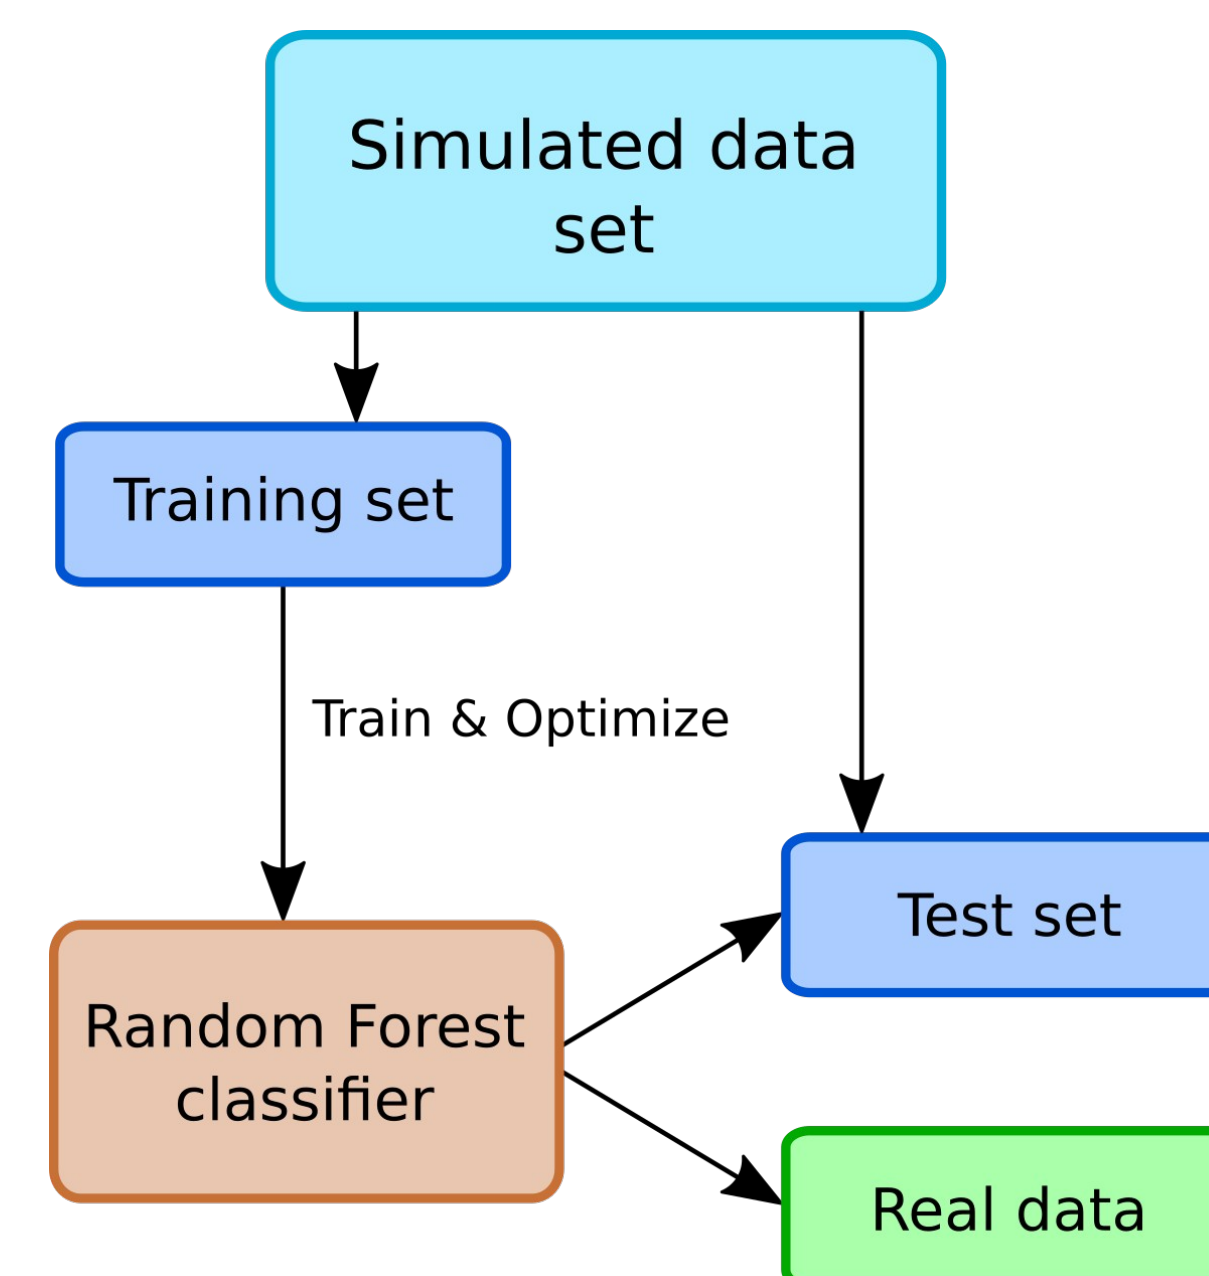 Simulated data
set
Training set
Train & Optimize
Test set
Random Forest
classifier
Real data